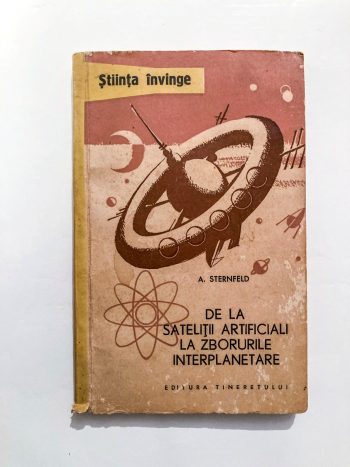 Știința învinge
A. STERNFELD
DE LA
SATELIȚII ARTIFICIALI
LA ZBORURILE
INTERPLANETARE
EDITURA TINERETULUI